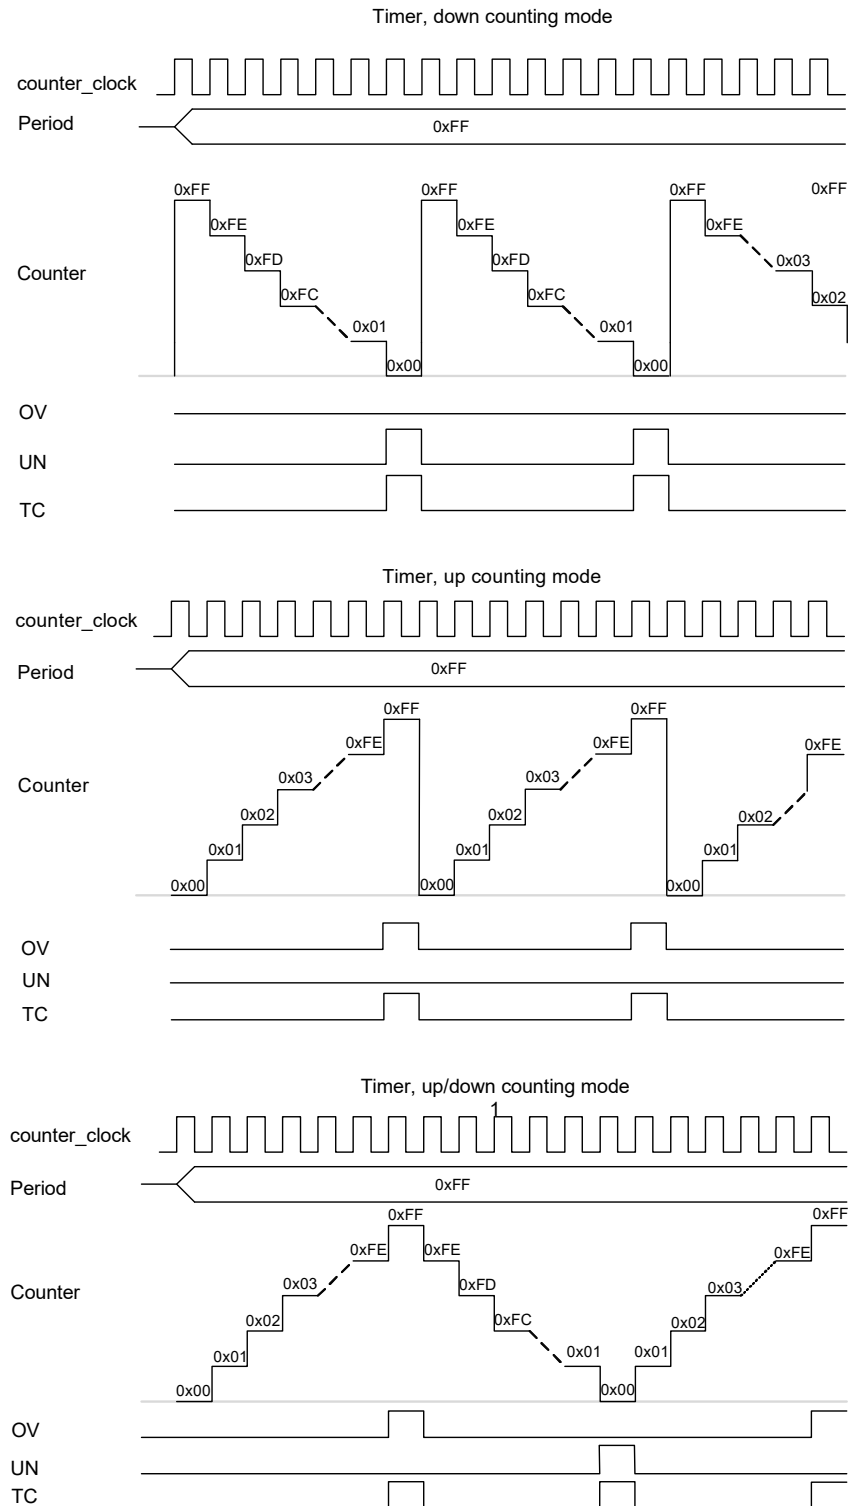 Timer, down counting mode
counter_clock
Period
0xFF
0xFF 0xFF 0xFF 0xFF
0xFE 0xFE 0xFE
0xFD 0xFD 0x03
Counter
0xFC 0xFC 0x02
0x01 0x01
0x00 0x00
OV
UN
TC
Timer, up counting mode
counter_clock
Period
0xFF
0xFF 0xFF
0xFE 0xFE 0xFE
0x03 0x03
Counter
0x02 0x02 0x02
0x01 0x01 0x01
0x00 0x00 0x00
OV
UN
TC
Timer, up/down counting mode
1
counter_clock
Period
0xFF
0xFF 0xFF
0xFE 0xFE 0xFE
0x03 0xFD 0x03
Counter
0x02 0xFC 0x02
0x01 0x01 0x01
0x00 0x00
OV
UN
TC